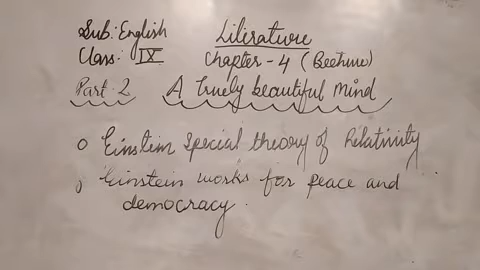 Sub: English Literature
Class: IX Chapter - 4 (Beehive)
Part 2 A Truely beautiful mind
o Einstein Special theory of Relativity
o Einstein works for peace and
democracy.